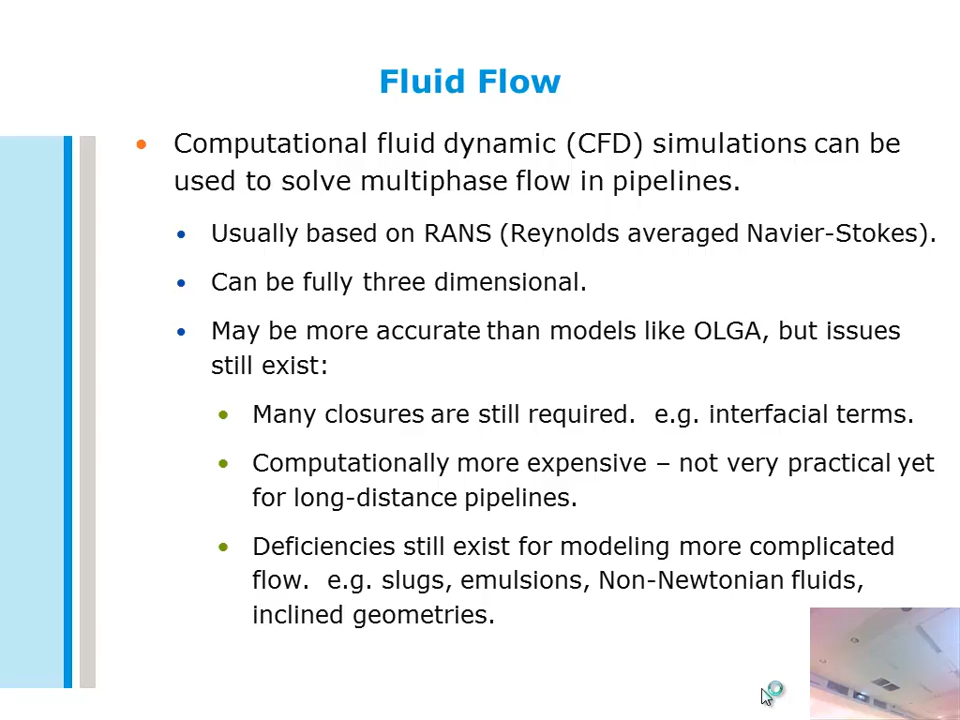 Fluid Flow
Computational fluid dynamic (CFD) simulations can be
used to solve multiphase flow in pipelines.
Usually based on RANS (Reynolds averaged Navier-Stokes).
Can be fully three dimensional.
May be more accurate than models like OLGA, but issues
still exist:
Many closures are still required.  e.g. interfacial terms.
Computationally more expensive – not very practical yet
for long-distance pipelines.
Deficiencies still exist for modeling more complicated
flow.  e.g. slugs, emulsions, Non-Newtonian fluids,
inclined geometries.